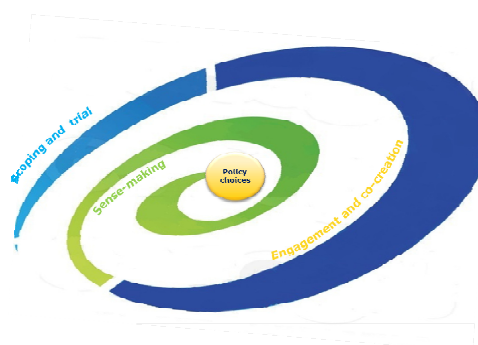 Scoping and trial
Sense-making
Policy
choices
Engagement and co-creation